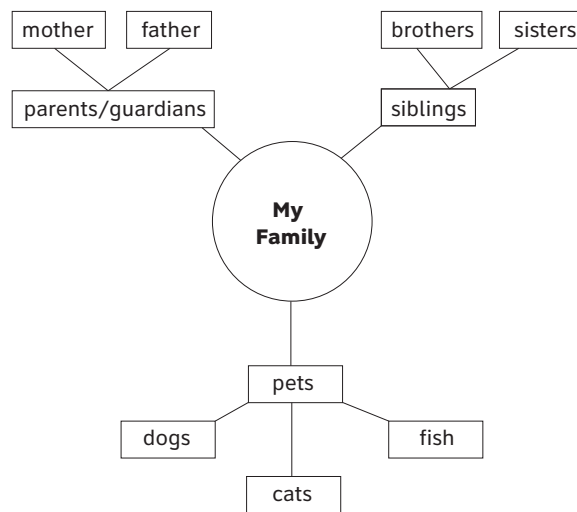 mother
father
brothers
sisters
parents/guardians
siblings
My
Family
pets
dogs
fish
cats